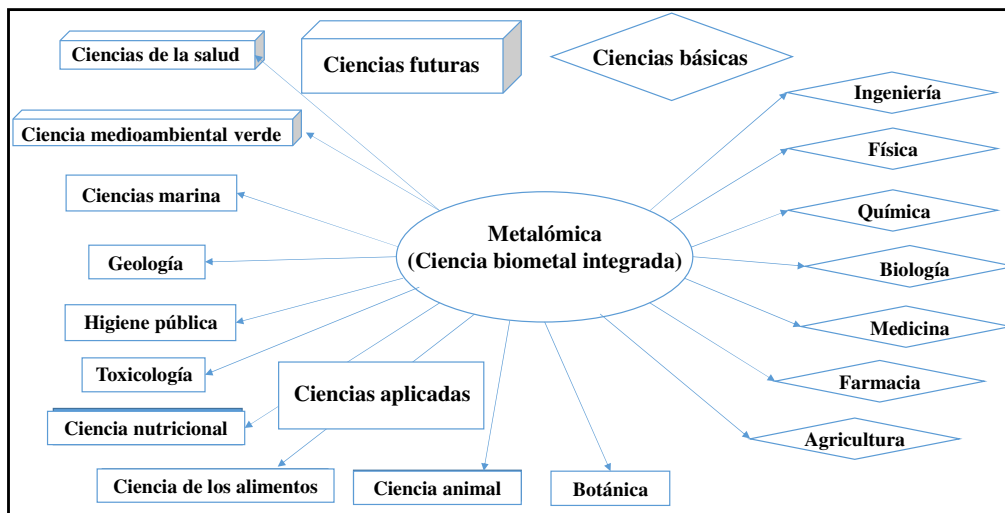 Ciencias de la salud
Ciencias futuras
Ciencias básicas
Ingeniería
Ciencia medioambiental verde
Física
Ciencias marina
Química
Metalómica
(Ciencia biometal integrada)
Geología
Biología
Higiene pública
Medicina
Toxicología
Ciencias aplicadas
Farmacia
Ciencia nutricional
Agricultura
Ciencia de los alimentos
Ciencia animal
Botánica